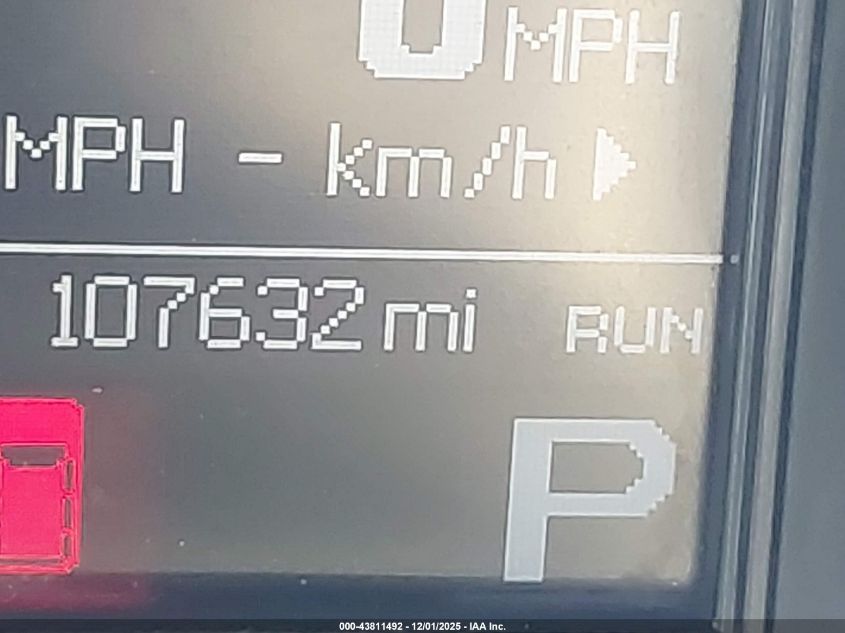 0 MPH
MPH - km/h ▶
107632 mi RUN
P
000-43811492 - 12/01/2025 - IAA Inc.